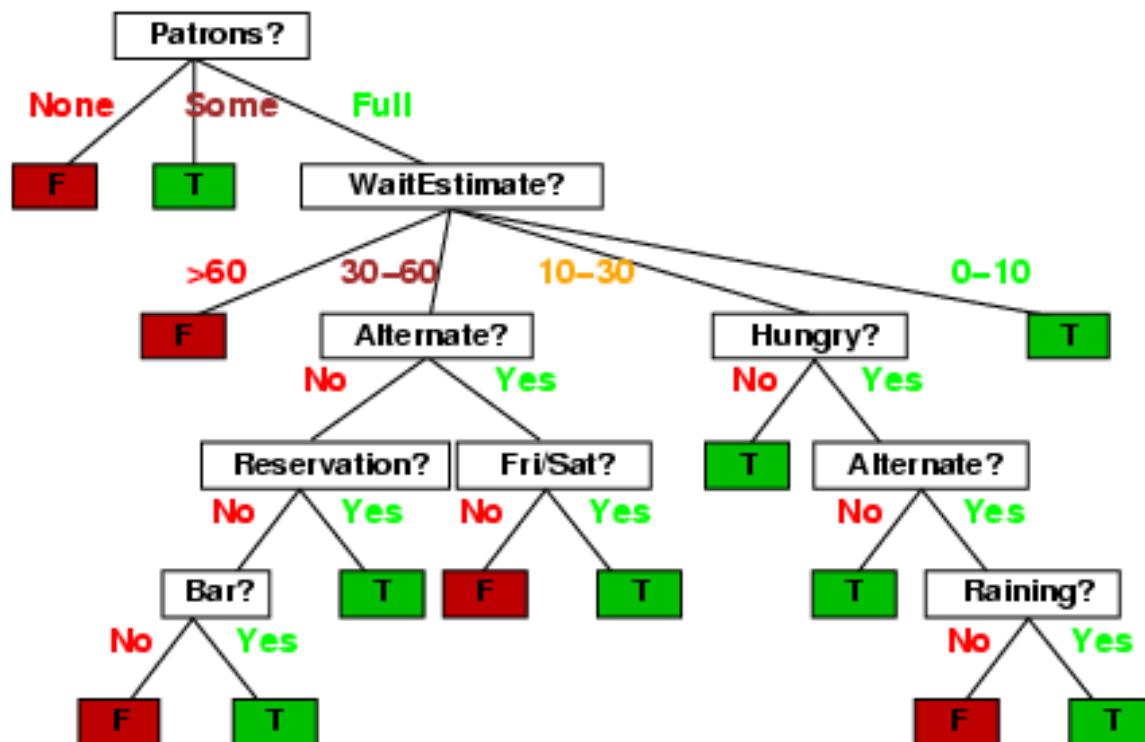 Patrons?
None Some Full
F T WaitEstimate?
>60 30–60 10–30 0–10
F Alternate? Hungry? T
No Yes No Yes
Reservation? Fri/Sat? T Alternate?
No Yes No Yes No Yes
Bar? T F T T Raining?
No Yes No Yes
F T F T